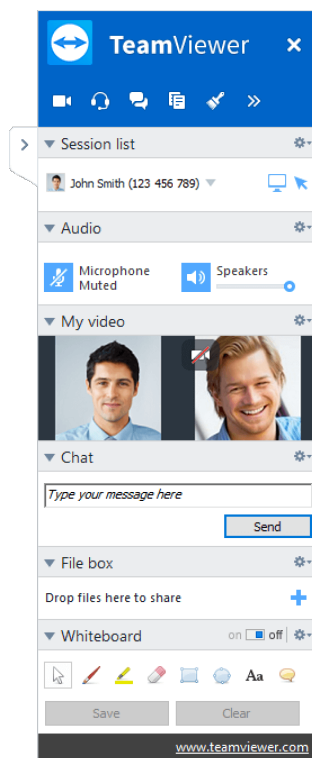 TeamViewer
Session list
John Smith (123 456 789)
Audio
Microphone Muted
Speakers
My video
Chat
Type your message here
Send
File box
Drop files here to share
Whiteboard
on off
Aa
Save
Clear
www.teamviewer.com